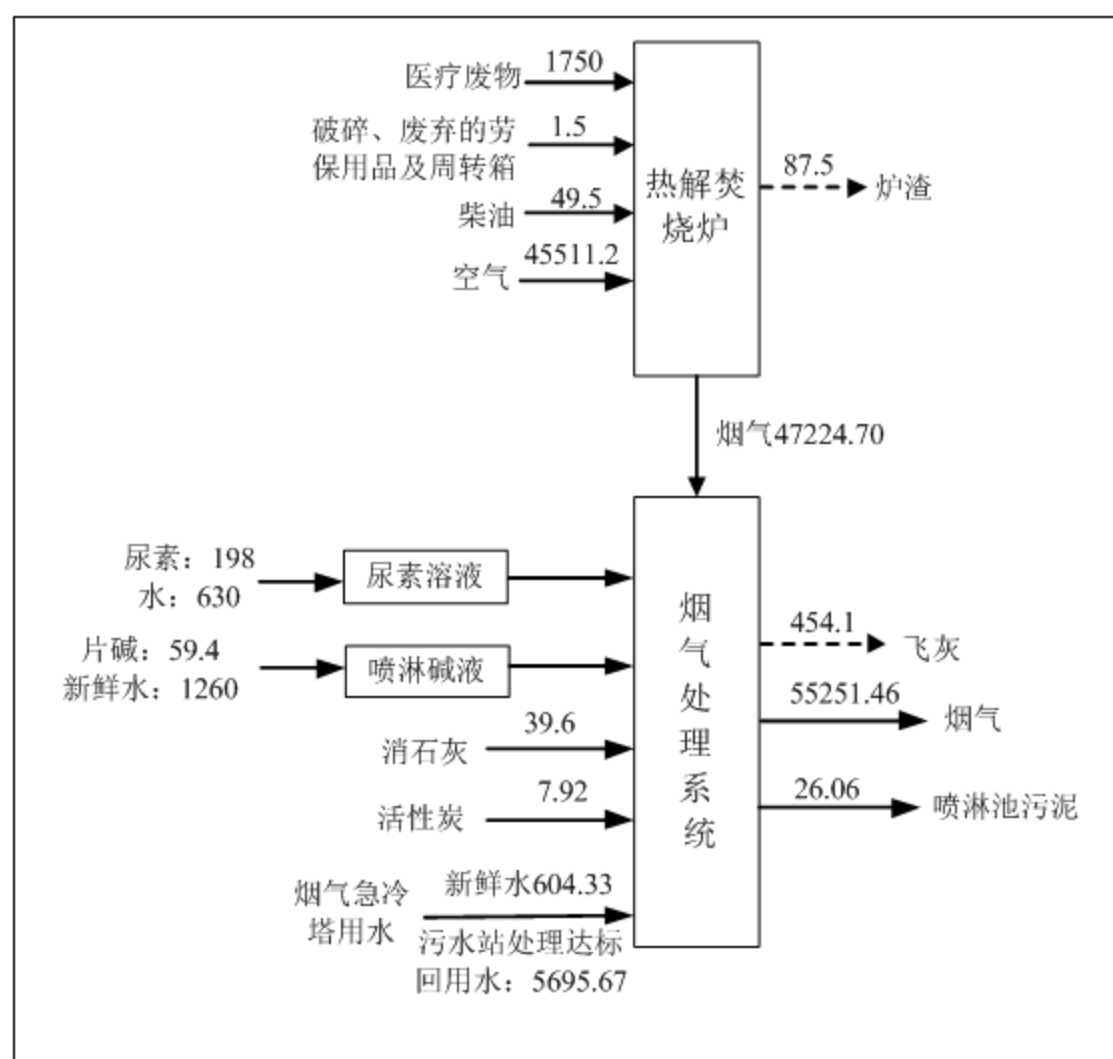 医疗废物
1750
破碎、废弃的劳
保用品及周转箱
1.5
柴油
49.5
空气
45511.2
热解焚
烧炉
87.5
炉渣
烟气47224.70
尿素：198
水：630
尿素溶液
片碱：59.4
新鲜水：1260
喷淋碱液
消石灰
39.6
活性炭
7.92
烟气急冷
塔用水
新鲜水604.33
污水站处理达标
回用水：5695.67
烟
气
处
理
系
统
454.1
飞灰
55251.46
烟气
26.06
喷淋池污泥